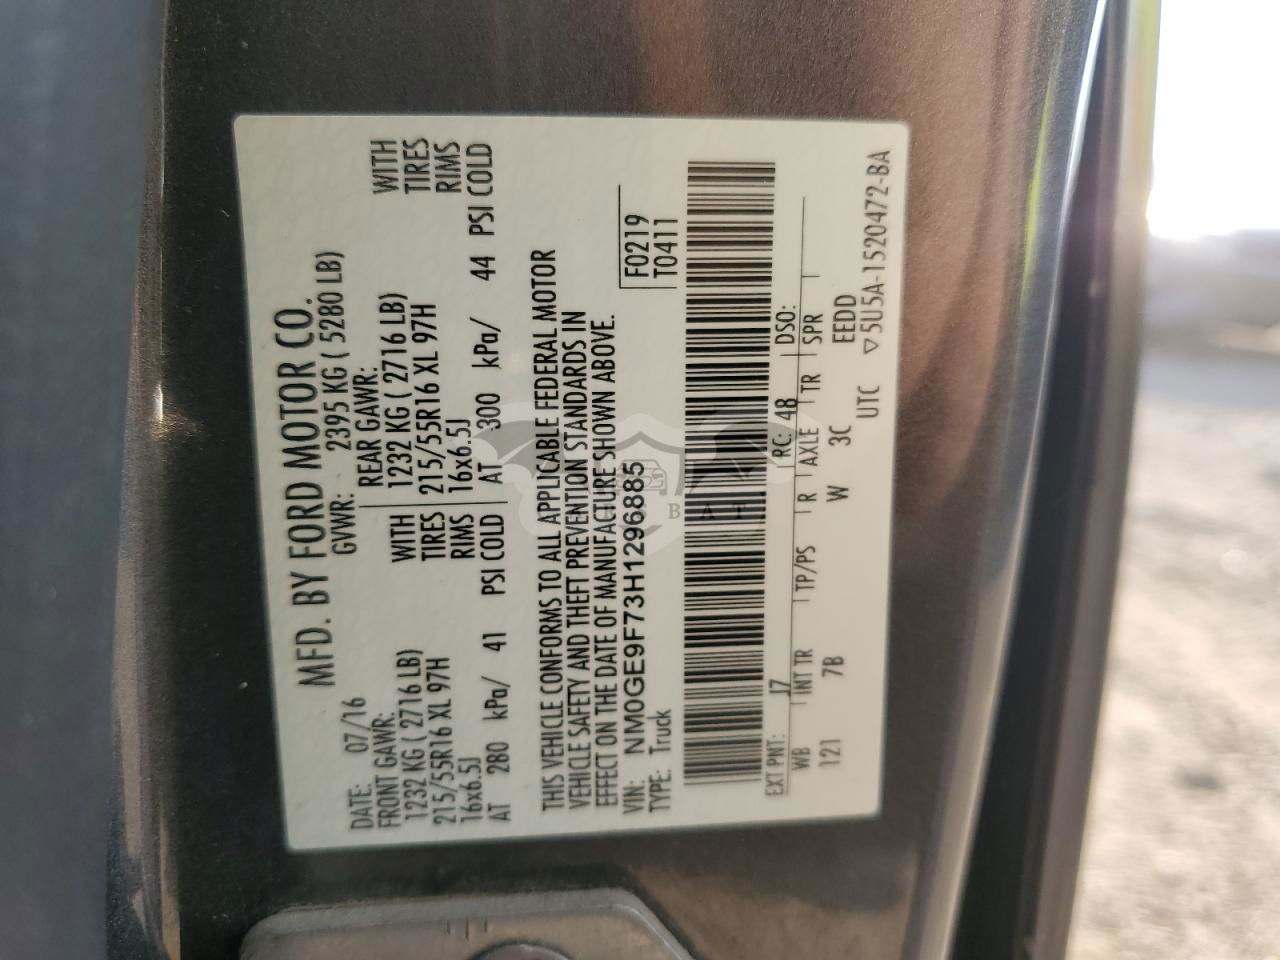 MFD. BY FORD MOTOR CO.
DATE: 07/16 GVWR: 2395 KG ( 5280 LB)
FRONT GAWR: REAR GAWR:
1232 KG ( 2716 LB) WITH 1232 KG ( 2716 LB) WITH
215/55R16 XL 97H TIRES 215/55R16 XL 97H TIRES
16x6.5J RIMS 16x6.5J RIMS
AT 280 kPa/ 41 PSI COLD AT 300 kPa/ 44 PSI COLD
THIS VEHICLE CONFORMS TO ALL APPLICABLE FEDERAL MOTOR
VEHICLE SAFETY AND THEFT PREVENTION STANDARDS IN
EFFECT ON THE DATE OF MANUFACTURE SHOWN ABOVE.
VIN: NM0GE9F73H1296885 F0219
TYPE: Truck T0411
EXT PNT: J7 RC: 48 DSO:
WB INT TR TP/PS R AXLE TR SPR
121 7B W 3C EEDD
UTC ▽5U5A-1520472-BA